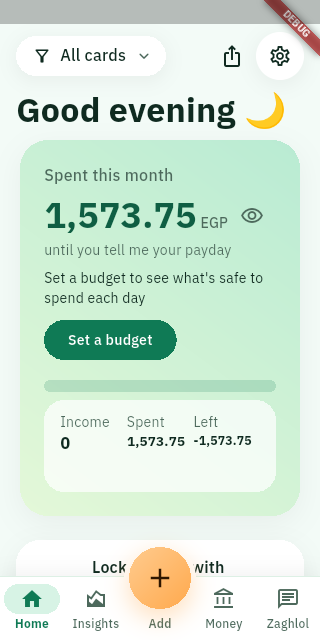 DEBUG
All cards
Good evening 🌙
Spent this month
1,573.75 EGP
until you tell me your payday
Set a budget to see what's safe to
spend each day
Set a budget
Income Spent Left
0 1,573.75 -1,573.75
Lock with
Home Insights Add Money Zaghlol